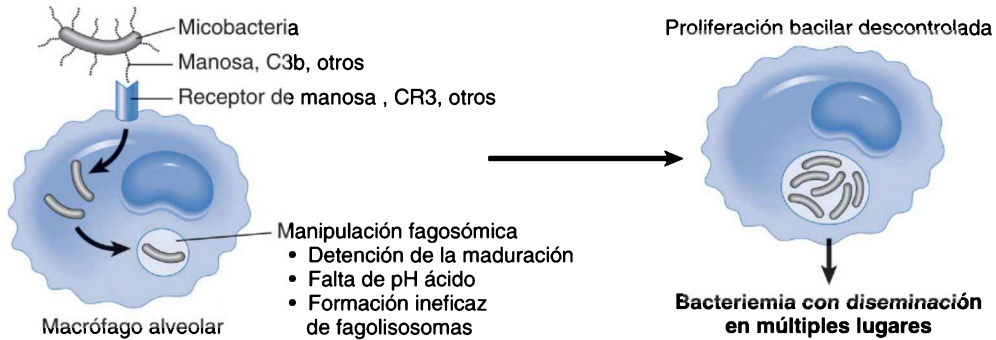 Micobacteria
Manosa, C3b, otros
Receptor de manosa , CR3, otros
Manipulación fagosómica
• Detención de la maduración
• Falta de pH ácido
• Formación ineficaz
de fagolisosomas
Macrófago alveolar
Proliferación bacilar descontrolada
Bacteriemia con diseminación
en múltiples lugares